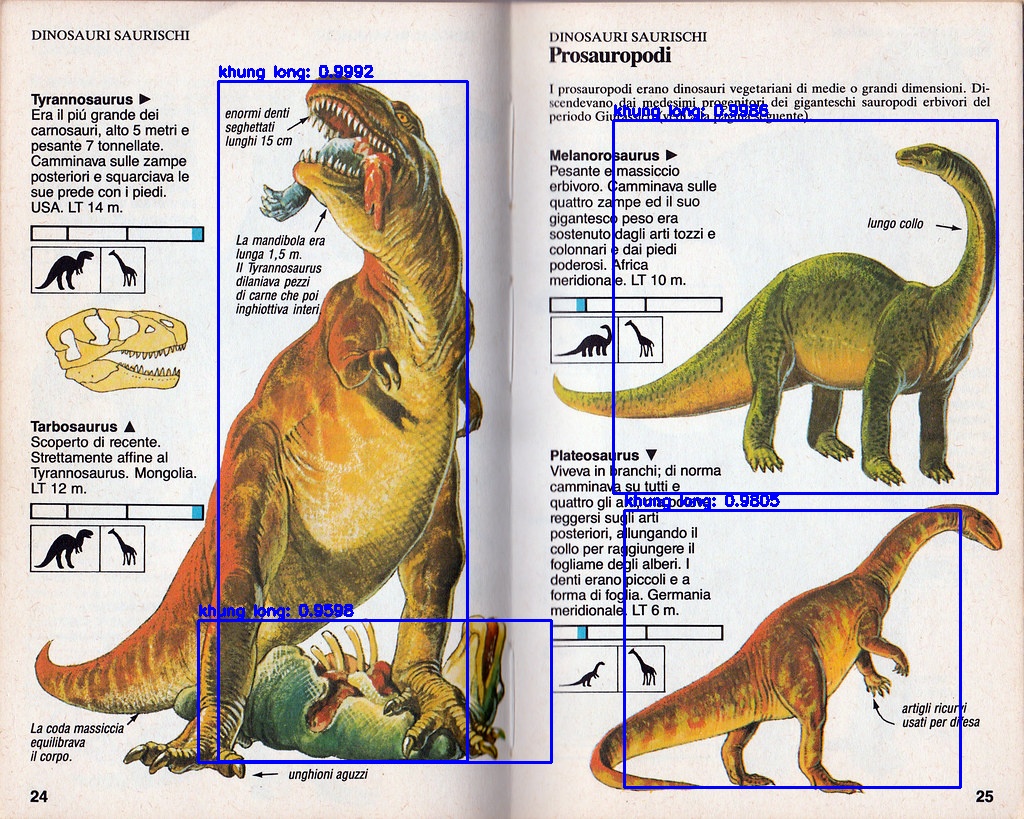 DINOSAURI SAURISCHI
khung long: 0.9992
Tyrannosaurus ▶
Era il piú grande dei
carnosauri, alto 5 metri e
pesante 7 tonnellate.
Camminava sulle zampe
posteriori e squarciava le
sue prede con i piedi.
USA. LT 14 m.
enormi denti
seghettati
lunghi 15 cm
La mandibola era
lunga 1,5 m.
Il Tyrannosaurus
dilaniava pezzi
di carne che poi
inghiottiva interi.
Tarbosaurus ▲
Scoperto di recente.
Strettamente affine al
Tyrannosaurus. Mongolia.
LT 12 m.
khung long: 0.9598
La coda massiccia
equilibrava
il corpo.
unghioni aguzzi
24
DINOSAURI SAURISCHI
Prosauropodi
I prosauropodi erano dinosauri vegetariani di medie o grandi dimensioni. Di-
scendevano dai medesimi progenitori dei giganteschi sauropodi erbivori del
periodo pagina seguente).
khung long: 0.9986
Melanorosaurus ▶
Pesante e massiccio
erbivoro. Camminava sulle
quattro zampe ed il suo
gigantesco peso era
sostenuto dagli arti tozzi e
colonnari e dai piedi
poderosi. Africa
meridionale. LT 10 m.
lungo collo
Plateosaurus ▼
Viveva in branchi; di norma
camminava su tutti e
quattro gli
khung long: 0.9805
reggersi sugli arti
posteriori, allungando il
collo per raggiungere il
fogliame degli alberi. I
denti erano piccoli e a
forma di foglia. Germania
meridionale. LT 6 m.
artigli ricurvi
usati per difesa
25